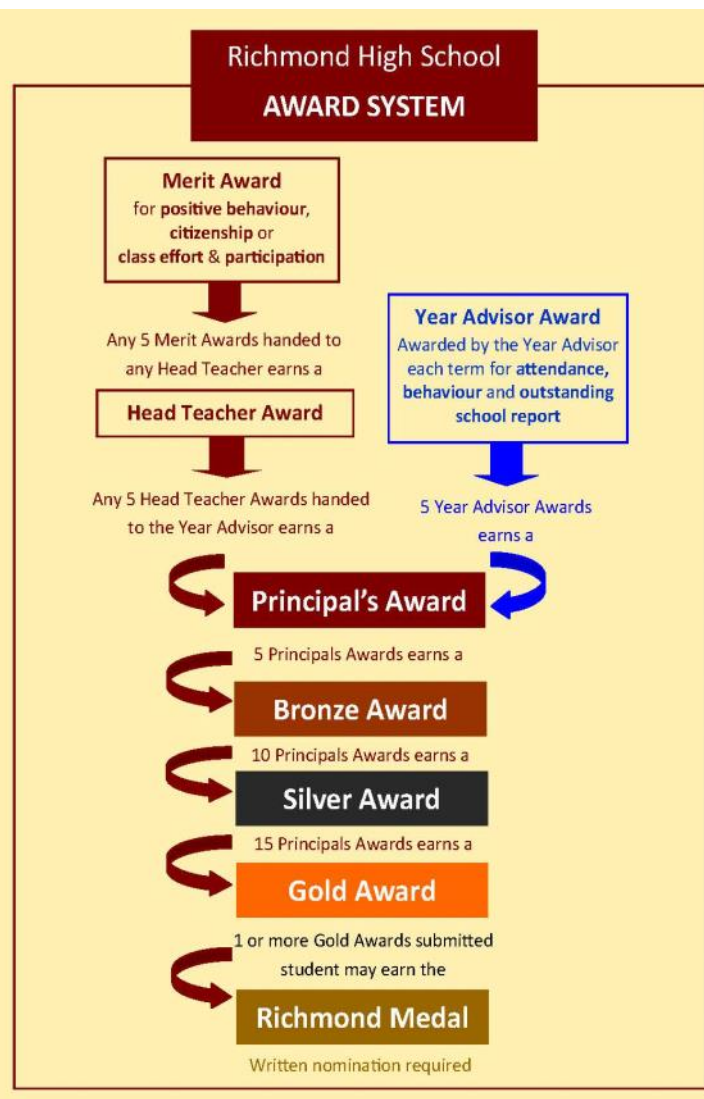 Richmond High School
AWARD SYSTEM
Merit Award
for positive behaviour,
citizenship or
class effort & participation
Any 5 Merit Awards handed to
any Head Teacher earns a
Head Teacher Award
Any 5 Head Teacher Awards handed
to the Year Advisor earns a
Year Advisor Award
Awarded by the Year Advisor
each term for attendance,
behaviour and outstanding
school report
5 Year Advisor Awards
earns a
Principal's Award
5 Principals Awards earns a
Bronze Award
10 Principals Awards earns a
Silver Award
15 Principals Awards earns a
Gold Award
1 or more Gold Awards submitted
student may earn the
Richmond Medal
Written nomination required